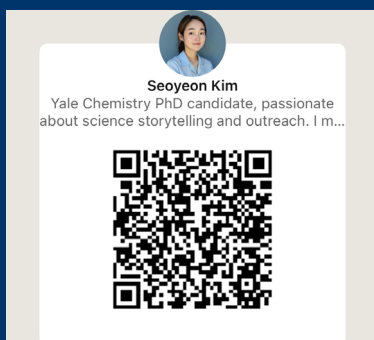 Seoyeon Kim
Yale Chemistry PhD candidate, passionate
about science storytelling and outreach. I m...